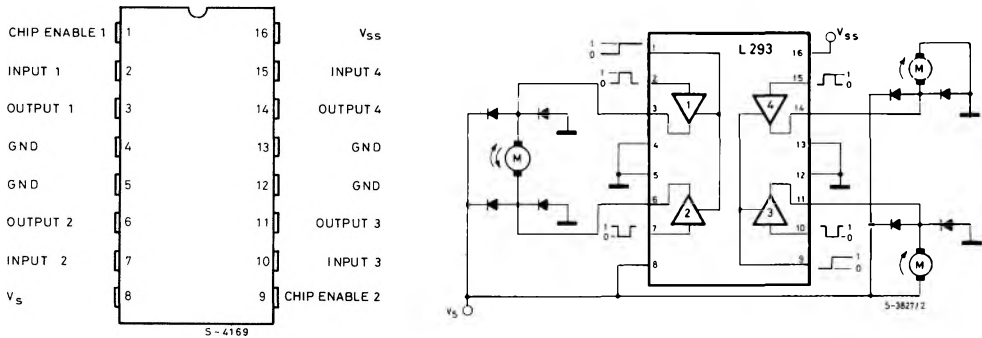 CHIP ENABLE 1 1 16 VSS
INPUT 1 2 15 INPUT 4
OUTPUT 1 3 14 OUTPUT 4
GND 4 13 GND
GND 5 12 GND
OUTPUT 2 6 11 OUTPUT 3
INPUT 2 7 10 INPUT 3
VS 8 9 CHIP ENABLE 2
S-4169
L293
VSS
1 0 1 16
1 0 2 15 1 0
M
3 1 4 14
4 13
M
5 12
6 11
2 3
1 0 7 10 1 0
8 9 1 0
M
VS
S-3827/2